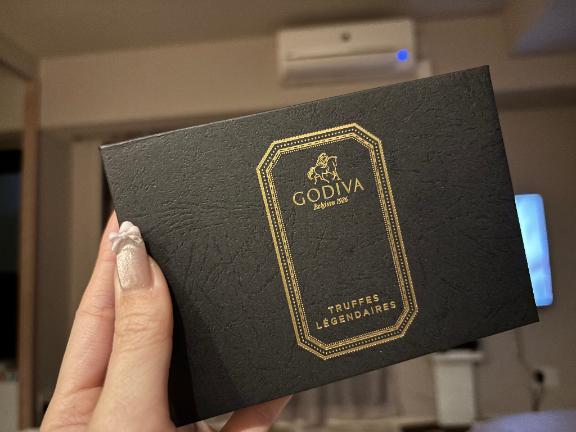 GODIVA
Belgium 1926
TRUFFES
LÉGENDAIRES